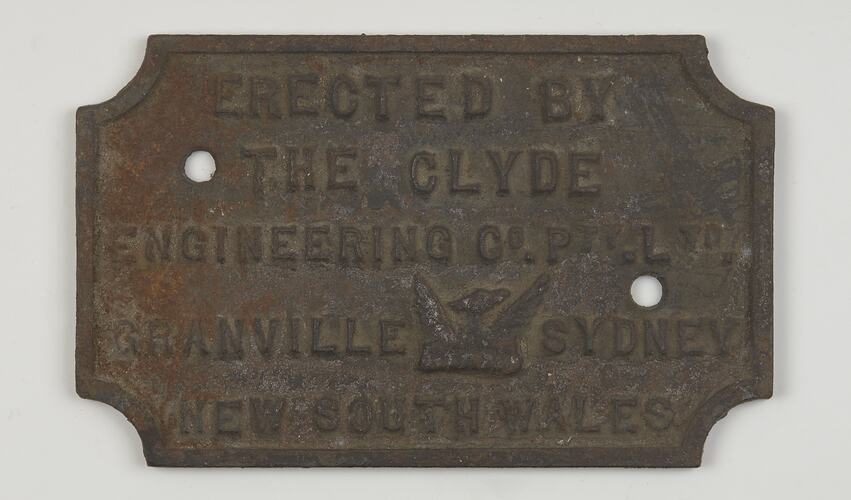 ERECTED BY
THE CLYDE
ENGINEERING Cº. PTY. LTD.
GRANVILLE SYDNEY
NEW SOUTH WALES